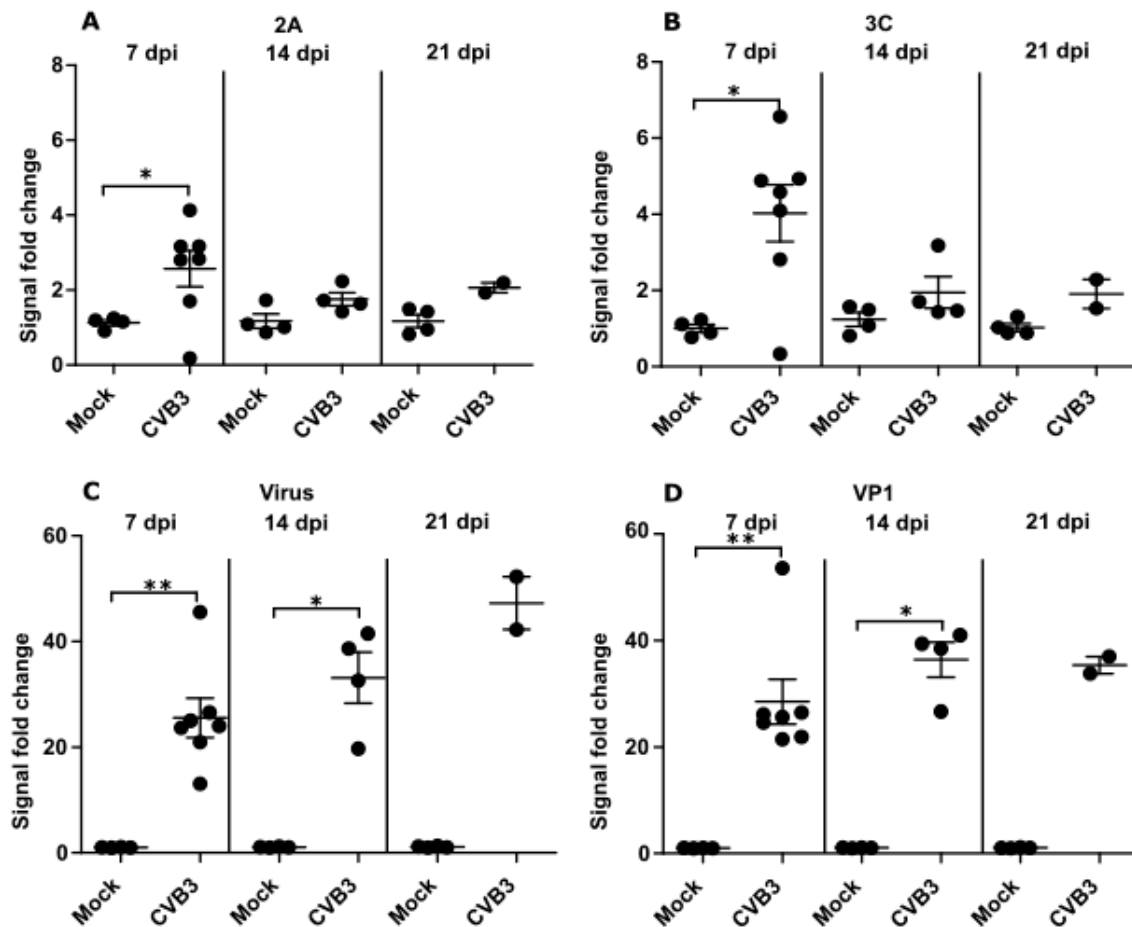 A
2A
7 dpi
14 dpi
21 dpi
Signal fold change
8
6
4
2
0
*
Mock
CVB3
Mock
CVB3
Mock
CVB3
B
3C
7 dpi
14 dpi
21 dpi
Signal fold change
8
6
4
2
0
*
Mock
CVB3
Mock
CVB3
Mock
CVB3
C
Virus
7 dpi
14 dpi
21 dpi
Signal fold change
60
40
20
0
**
*
Mock
CVB3
Mock
CVB3
Mock
CVB3
D
VP1
7 dpi
14 dpi
21 dpi
Signal fold change
60
40
20
0
**
*
Mock
CVB3
Mock
CVB3
Mock
CVB3